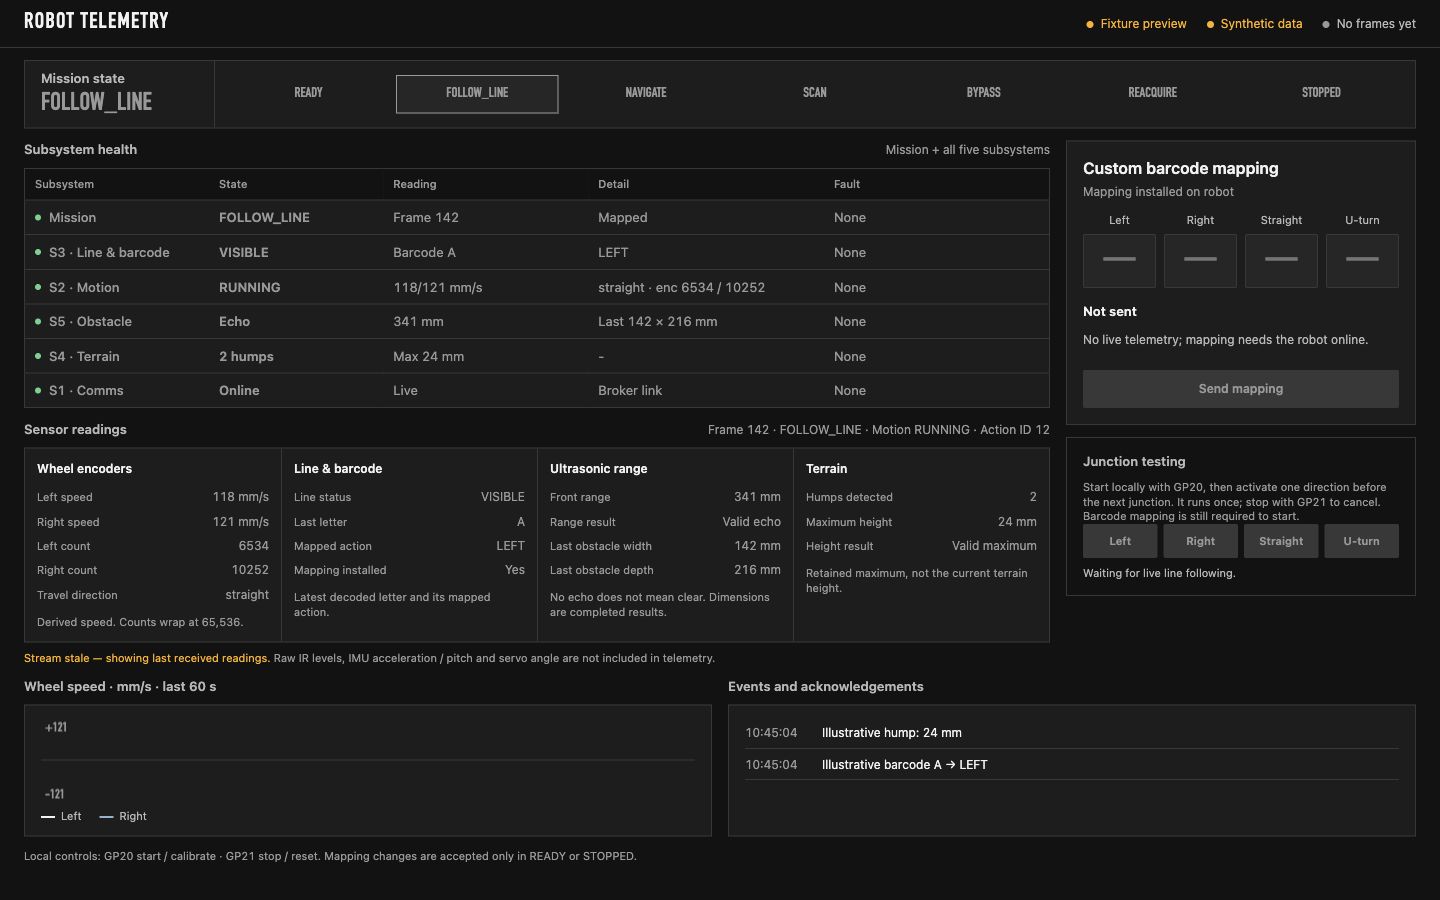 ROBOT TELEMETRY
Fixture preview Synthetic data No frames yet
Mission state
FOLLOW_LINE
READY FOLLOW_LINE NAVIGATE SCAN BYPASS REACQUIRE STOPPED
Subsystem health Mission + all five subsystems
Subsystem State Reading Detail Fault
Mission FOLLOW_LINE Frame 142 Mapped None
S3 · Line & barcode VISIBLE Barcode A LEFT None
S2 · Motion RUNNING 118/121 mm/s straight · enc 6534 / 10252 None
S5 · Obstacle Echo 341 mm Last 142 × 216 mm None
S4 · Terrain 2 humps Max 24 mm - None
S1 · Comms Online Live Broker link None
Sensor readings Frame 142 · FOLLOW_LINE · Motion RUNNING · Action ID 12
Wheel encoders
Left speed 118 mm/s
Right speed 121 mm/s
Left count 6534
Right count 10252
Travel direction straight
Derived speed. Counts wrap at 65,536.
Line & barcode
Line status VISIBLE
Last letter A
Mapped action LEFT
Mapping installed Yes
Latest decoded letter and its mapped
action.
Ultrasonic range
Front range 341 mm
Range result Valid echo
Last obstacle width 142 mm
Last obstacle depth 216 mm
No echo does not mean clear. Dimensions
are completed results.
Terrain
Humps detected 2
Maximum height 24 mm
Height result Valid maximum
Retained maximum, not the current terrain
height.
Stream stale — showing last received readings. Raw IR levels, IMU acceleration / pitch and servo angle are not included in telemetry.
Custom barcode mapping
Mapping installed on robot
Left Right Straight U-turn
— — — —
Not sent
No live telemetry; mapping needs the robot online.
Send mapping
Junction testing
Start locally with GP20, then activate one direction before
the next junction. It runs once; stop with GP21 to cancel.
Barcode mapping is still required to start.
Left Right Straight U-turn
Waiting for live line following.
Wheel speed · mm/s · last 60 s
+121
-121
Left Right
Events and acknowledgements
10:45:04 Illustrative hump: 24 mm
10:45:04 Illustrative barcode A → LEFT
Local controls: GP20 start / calibrate · GP21 stop / reset. Mapping changes are accepted only in READY or STOPPED.